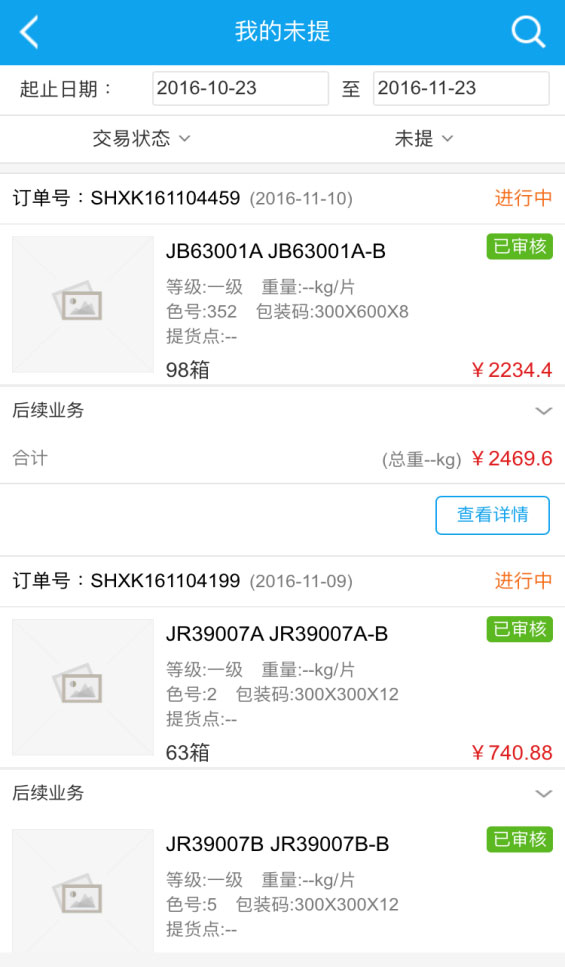 我的未提
起止日期： 2016-10-23 至 2016-11-23
交易状态 未提
订单号：SHXK161104459 (2016-11-10) 进行中
JB63001A JB63001A-B 已审核
等级:一级 重量:--kg/片
色号:352 包装码:300X600X8
提货点:--
98箱 ￥2234.4
后续业务
合计 (总重--kg) ￥2469.6
查看详情
订单号：SHXK161104199 (2016-11-09) 进行中
JR39007A JR39007A-B 已审核
等级:一级 重量:--kg/片
色号:2 包装码:300X300X12
提货点:--
63箱 ￥740.88
后续业务
JR39007B JR39007B-B 已审核
等级:一级 重量:--kg/片
色号:5 包装码:300X300X12
提货点:--